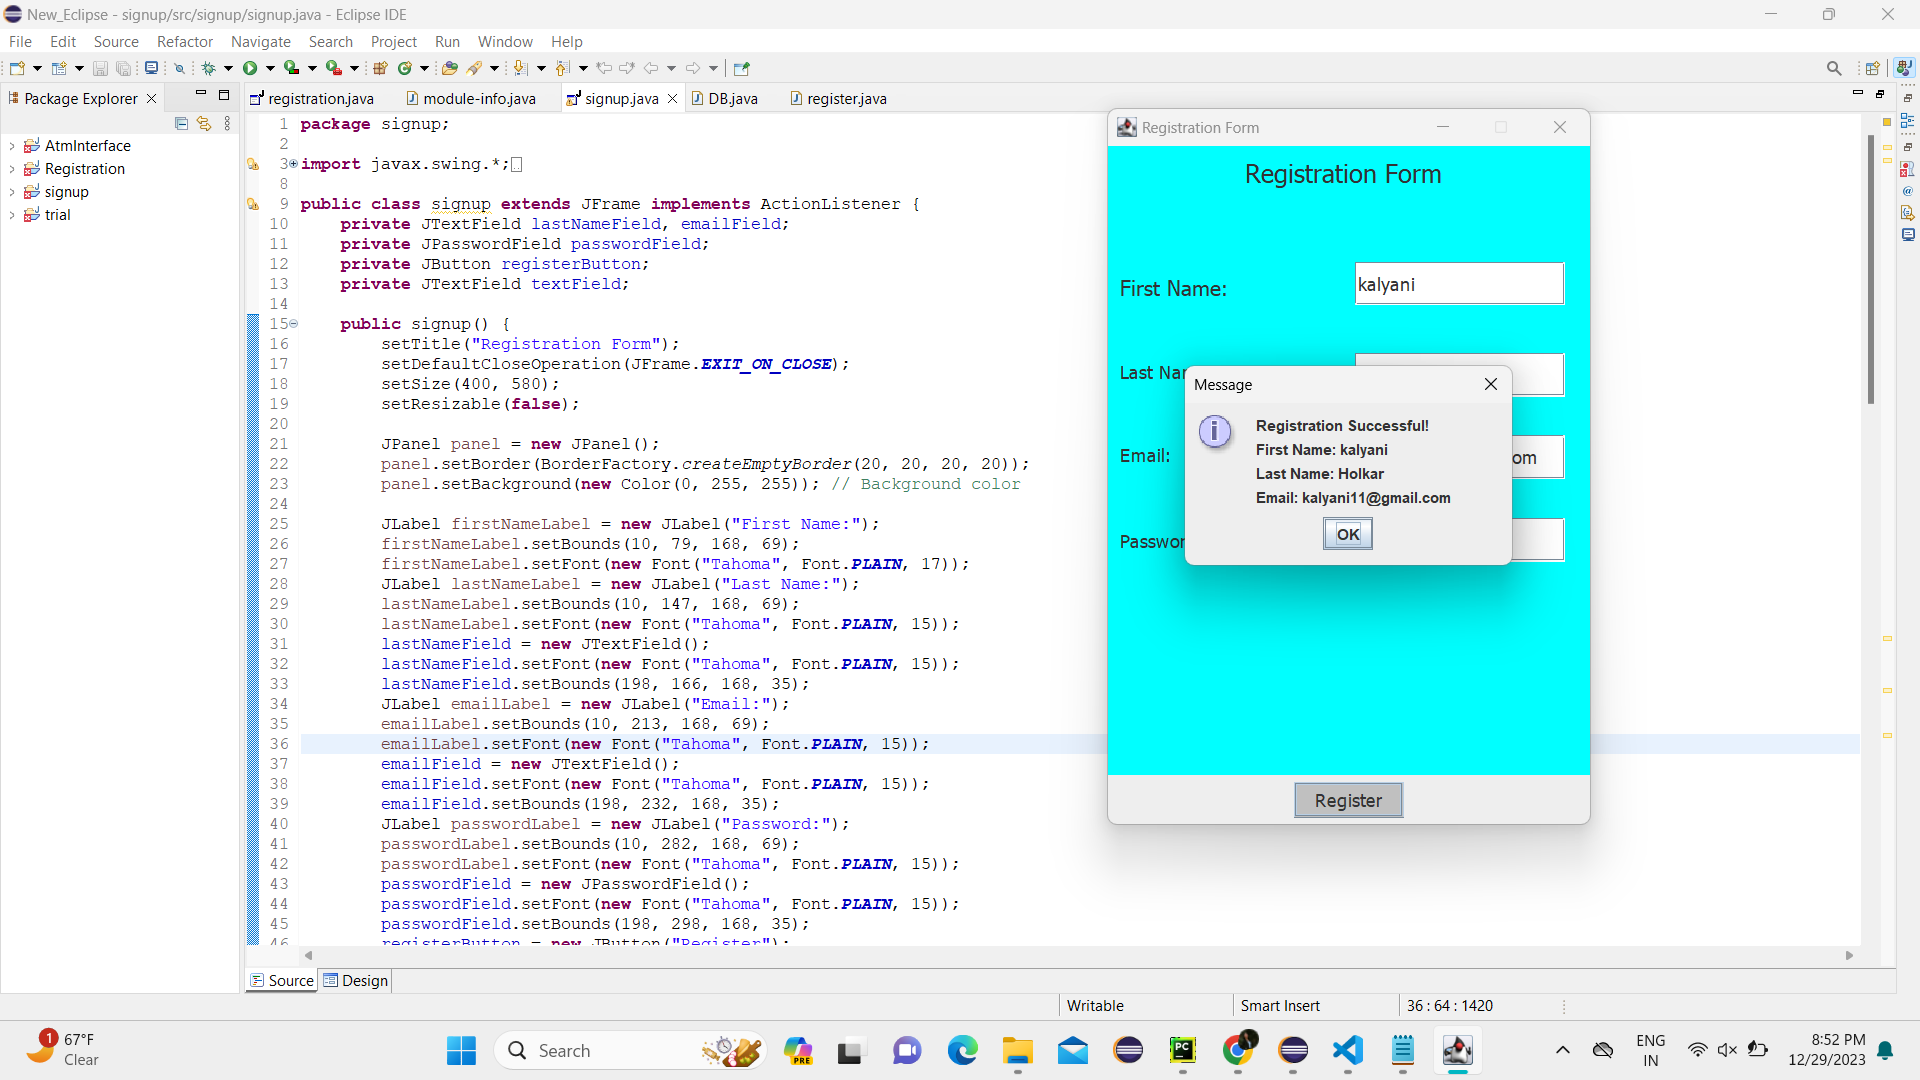 New_Eclipse - signup/src/signup/signup.java - Eclipse IDE
File Edit Source Refactor Navigate Search Project Run Window Help
Package Explorer
AtmInterface
Registration
signup
trial
registration.java module-info.java signup.java DB.java register.java
1 package signup;
2
3 import javax.swing.*;
8
9 public class signup extends JFrame implements ActionListener {
10 private JTextField lastNameField, emailField;
11 private JPasswordField passwordField;
12 private JButton registerButton;
13 private JTextField textField;
14
15 public signup() {
16 setTitle("Registration Form");
17 setDefaultCloseOperation(JFrame.EXIT_ON_CLOSE);
18 setSize(400, 580);
19 setResizable(false);
20
21 JPanel panel = new JPanel();
22 panel.setBorder(BorderFactory.createEmptyBorder(20, 20, 20, 20));
23 panel.setBackground(new Color(0, 255, 255)); // Background color
24
25 JLabel firstNameLabel = new JLabel("First Name:");
26 firstNameLabel.setBounds(10, 79, 168, 69);
27 firstNameLabel.setFont(new Font("Tahoma", Font.PLAIN, 17));
28 JLabel lastNameLabel = new JLabel("Last Name:");
29 lastNameLabel.setBounds(10, 147, 168, 69);
30 lastNameLabel.setFont(new Font("Tahoma", Font.PLAIN, 15));
31 lastNameField = new JTextField();
32 lastNameField.setFont(new Font("Tahoma", Font.PLAIN, 15));
33 lastNameField.setBounds(198, 166, 168, 35);
34 JLabel emailLabel = new JLabel("Email:");
35 emailLabel.setBounds(10, 213, 168, 69);
36 emailLabel.setFont(new Font("Tahoma", Font.PLAIN, 15));
37 emailField = new JTextField();
38 emailField.setFont(new Font("Tahoma", Font.PLAIN, 15));
39 emailField.setBounds(198, 232, 168, 35);
40 JLabel passwordLabel = new JLabel("Password:");
41 passwordLabel.setBounds(10, 282, 168, 69);
42 passwordLabel.setFont(new Font("Tahoma", Font.PLAIN, 15));
43 passwordField = new JPasswordField();
44 passwordField.setFont(new Font("Tahoma", Font.PLAIN, 15));
45 passwordField.setBounds(198, 298, 168, 35);
46 registerButton = new JButton("Register");
Source Design
Registration Form
Registration Form
First Name: kalyani
Last Nar
Email: om
Passwor
Message
Registration Successful!
First Name: kalyani
Last Name: Holkar
Email: kalyani11@gmail.com
OK
Register
Writable Smart Insert 36 : 64 : 1420
1
67°F
Clear
Search
PRE
PC
ENG
IN
8:52 PM
12/29/2023